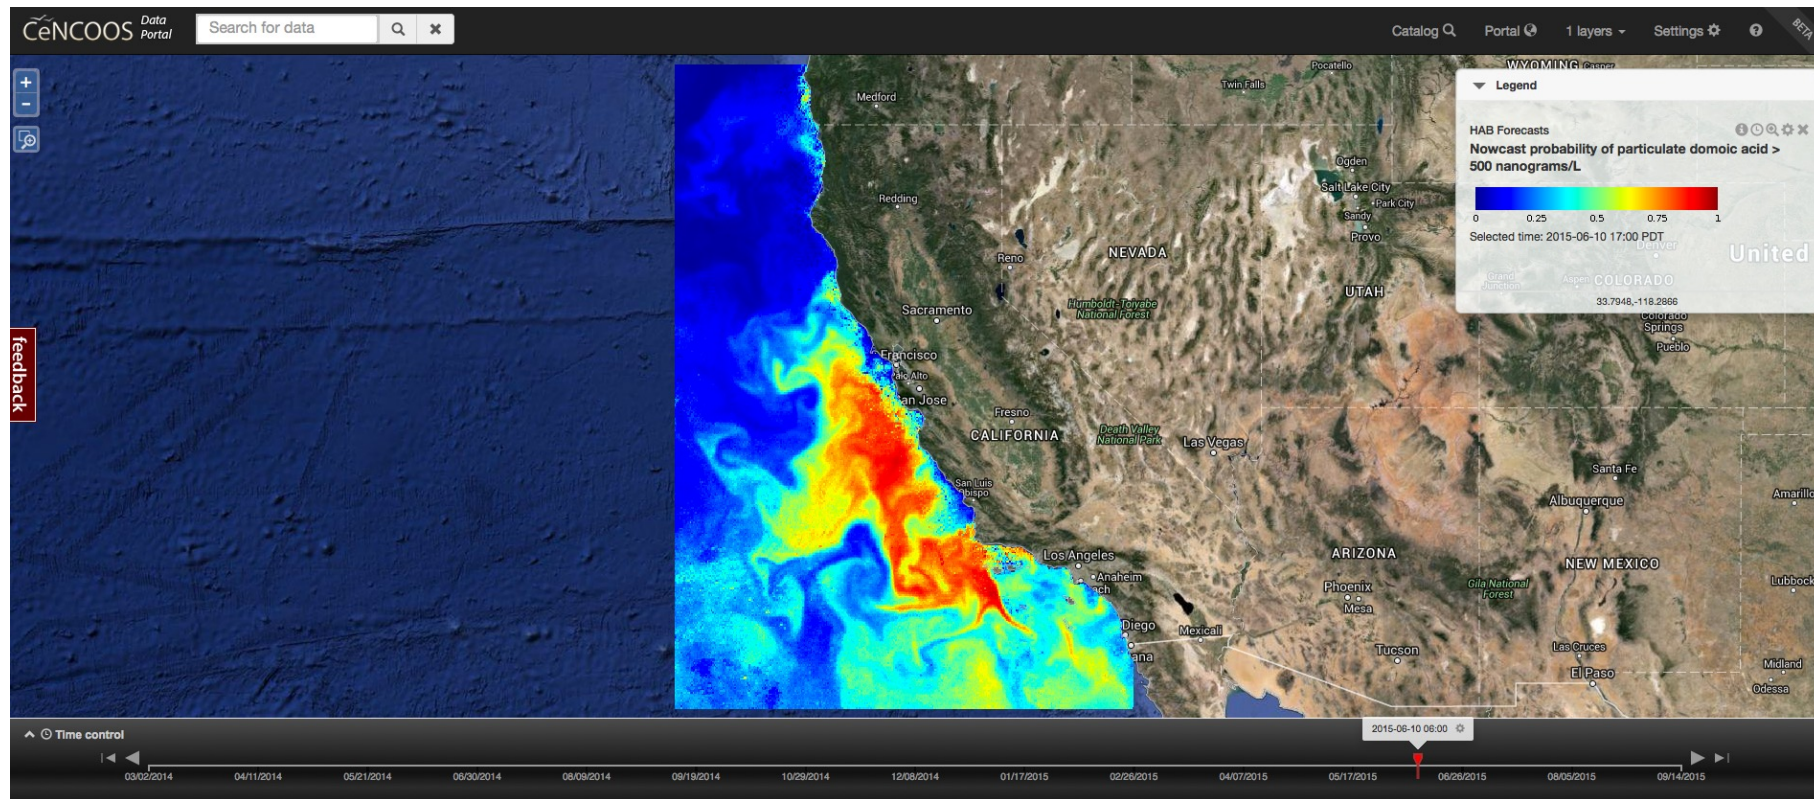 CeNCOOS Data Portal
Search for data
Catalog
Portal
1 layers
Settings
?
BETA
+
-
feedback
Legend
HAB Forecasts
Nowcast probability of particulate domoic acid >
500 nanograms/L
0 0.25 0.5 0.75 1
Selected time: 2015-06-10 17:00 PDT
33.7948,-118.2866
WYOMING
Casper
Pocatello
Twin Falls
Medford
Ogden
Salt Lake City
Park City
Sandy
Provo
Redding
Reno
NEVADA
Denver
United
Grand
Junction
Aspen
COLORADO
UTAH
Humboldt-Toiyabe
National Forest
Sacramento
Colorado
Springs
Pueblo
Francisco
Palo Alto
an Jose
Fresno
CALIFORNIA
Death Valley
National Park
Las Vegas
Santa Fe
San Luis
Obispo
Albuquerque
Amarillo
Los Angeles
Anaheim
ach
ARIZONA
NEW MEXICO
Phoenix
Mesa
Gila National
Forest
Lubbock
Diego
ana
Mexicali
Tucson
Las Cruces
El Paso
Midland
Odessa
Time control
2015-06-10 06:00
03/02/2014 04/11/2014 05/21/2014 06/30/2014 08/09/2014 09/19/2014 10/29/2014 12/08/2014 01/17/2015 02/26/2015 04/07/2015 05/17/2015 06/26/2015 08/05/2015 09/14/2015